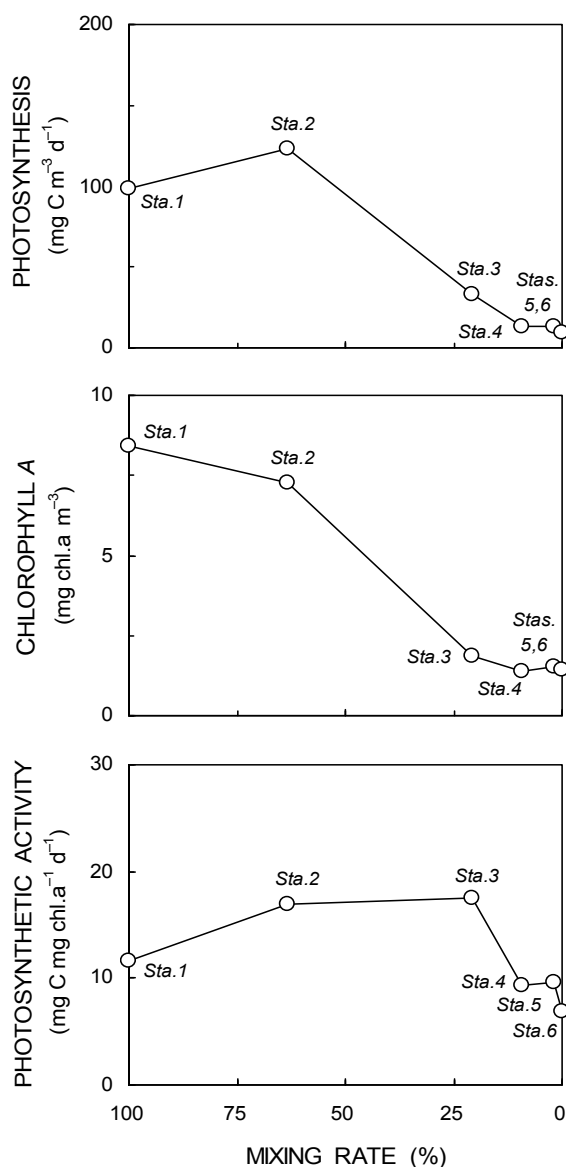 PHOTOSYNTHESIS
(mg C m⁻³ d⁻¹)
200
100
0
Sta.1
Sta.2
Sta.3
Sta.4
Stas.
5,6
CHLOROPHYLL A
(mg chl.a m⁻³)
10
5
0
Sta.1
Sta.2
Sta.3
Sta.4
Stas.
5,6
PHOTOSYNTHETIC ACTIVITY
(mg C mg chl.a⁻¹ d⁻¹)
30
20
10
0
Sta.1
Sta.2
Sta.3
Sta.4
Sta.5
Sta.6
100 75 50 25 0
MIXING RATE (%)